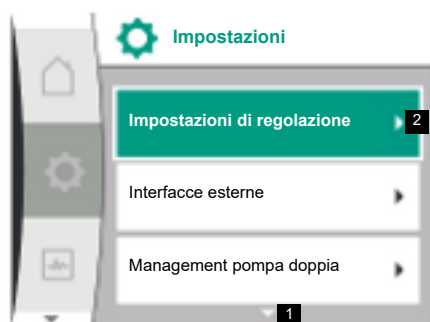 Impostazioni
Impostazioni di regolazione
2
Interfacce esterne
Management pompa doppia
1